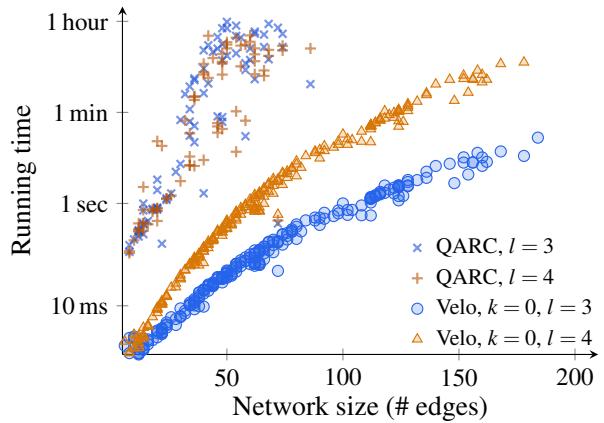 1 hour
1 min
1 sec
10 ms
Running time
50
100
150
200
Network size (# edges)
QARC, l = 3
QARC, l = 4
Velo, k = 0, l = 3
Velo, k = 0, l = 4